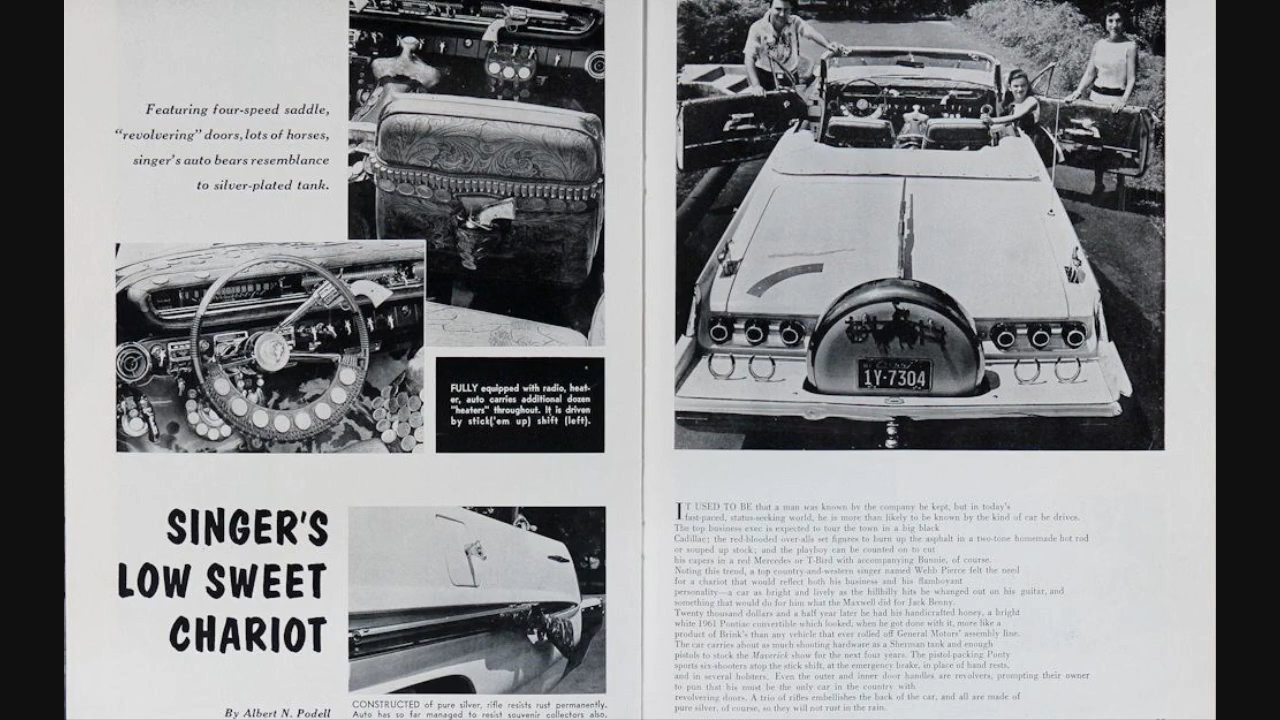 Featuring four-speed saddle,
“revolvering” doors, lots of horses,
singer's auto bears resemblance
to silver-plated tank.
FULLY equipped with radio, heat-
er, auto carries additional dozen
"heaters" throughout. It is driven
by stick('em up) shift (left).
SINGER'S
LOW SWEET
CHARIOT
By Albert N. Podell
CONSTRUCTED of pure silver, rifle resists rust permanently.
Auto has so far managed to resist souvenir collectors also.
1Y-7304
IT USED TO BE that a man was known by the company he kept, but in today's
fast-paced, status-seeking world, he is more than likely to be known by the kind of car he drives.
The top business exec is expected to tour the town in a big black
Cadillac; the red-blooded over-alls set figures to burn up the asphalt in a two-tone homemade hot rod
or souped up stock; and the playboy can be counted on to cut
his capers in a red Mercedes or T-Bird with accompanying Bunnie, of course.
Noting this trend, a top country-and-western singer named Webb Pierce felt the need
for a chariot that would reflect both his business and his flamboyant
personality—a car as bright and lively as the hillbilly hits he whanged out on his guitar, and
something that would do for him what the Maxwell did for Jack Benny.
Twenty thousand dollars and a half year later he had his handicrafted honey, a bright
white 1961 Pontiac convertible which looked, when he got done with it, more like a
product of Brink's than any vehicle that ever rolled off General Motors' assembly line.
The car carries about as much shooting hardware as a Sherman tank and enough
pistols to stock the Maverick show for the next four years. The pistol-packing Ponty
sports six-shooters atop the stick shift, at the emergency brake, in place of hand rests,
and in several holsters. Even the outer and inner door handles are revolvers, prompting their owner
to pun that his must be the only car in the country with
revolvering doors. A trio of rifles embellishes the back of the car, and all are made of
pure silver, of course, so they will not rust in the rain.